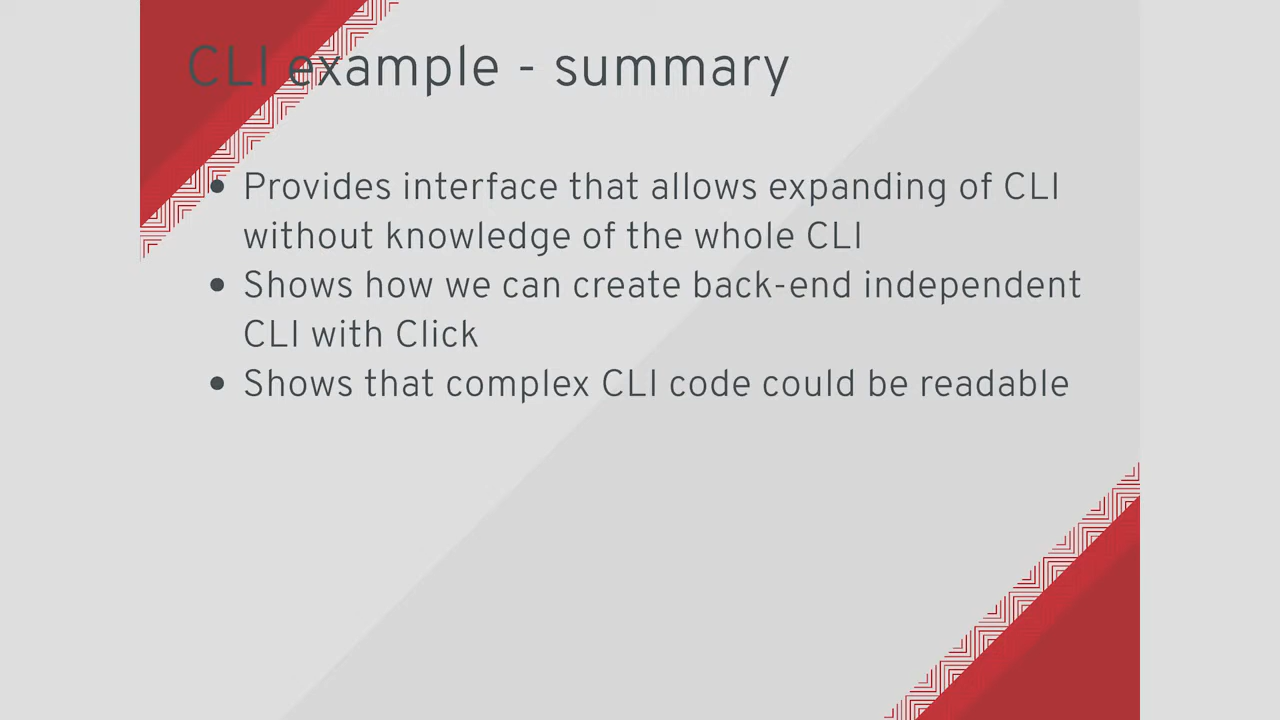 CLI example - summary
• Provides interface that allows expanding of CLI
without knowledge of the whole CLI
• Shows how we can create back-end independent
CLI with Click
• Shows that complex CLI code could be readable